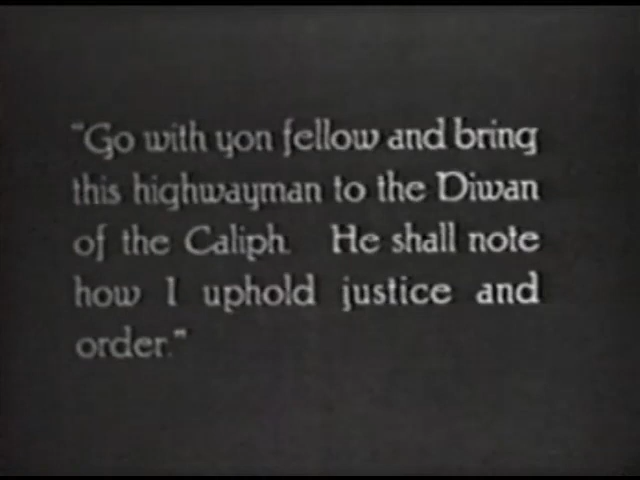 "Go with yon fellow and bring
this highwayman to the Diwan
of the Caliph. He shall note
how I uphold justice and
order."